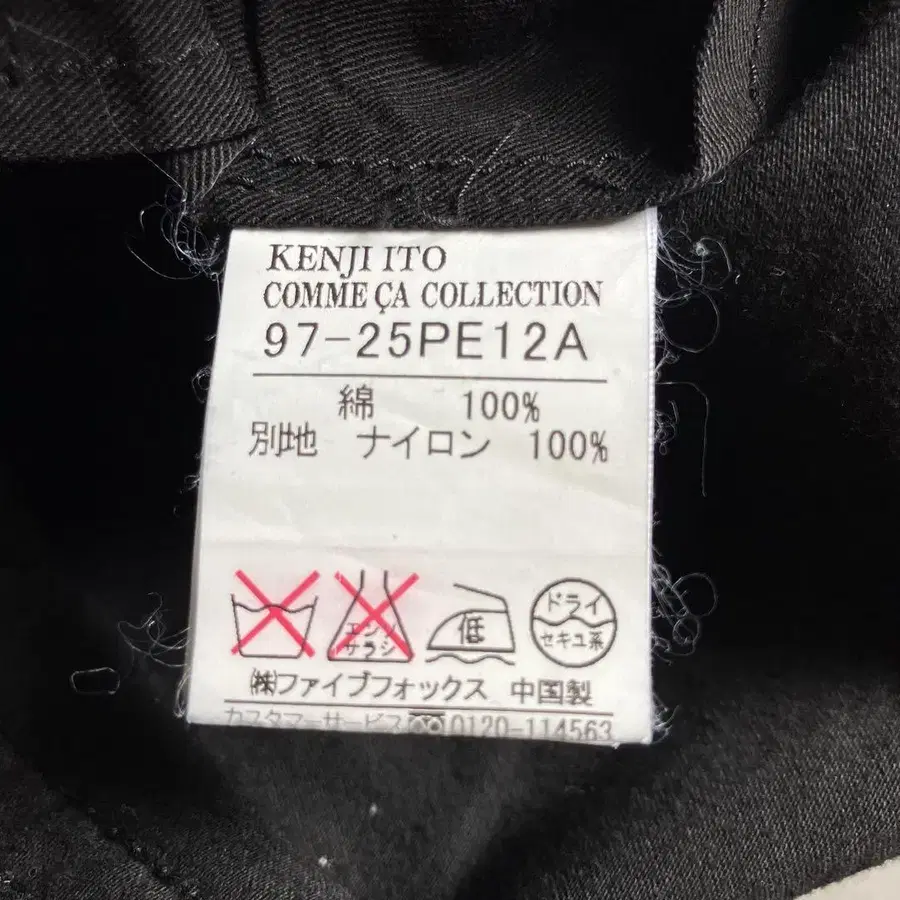 KENJI ITO
COMME ÇA COLLECTION
97-25PE12A
綿 100%
別地 ナイロン 100%
エンソ
サラシ
低
ドライ
セキユ系
㈱ファイブフォックス 中国製
カスタマーサービス 0120-114563